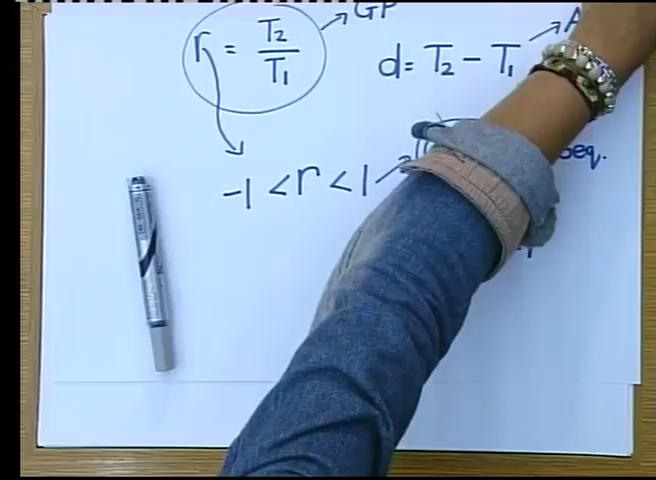 GP
r = T₂/T₁
d = T₂ - T₁
-1 < r < 1
seq.